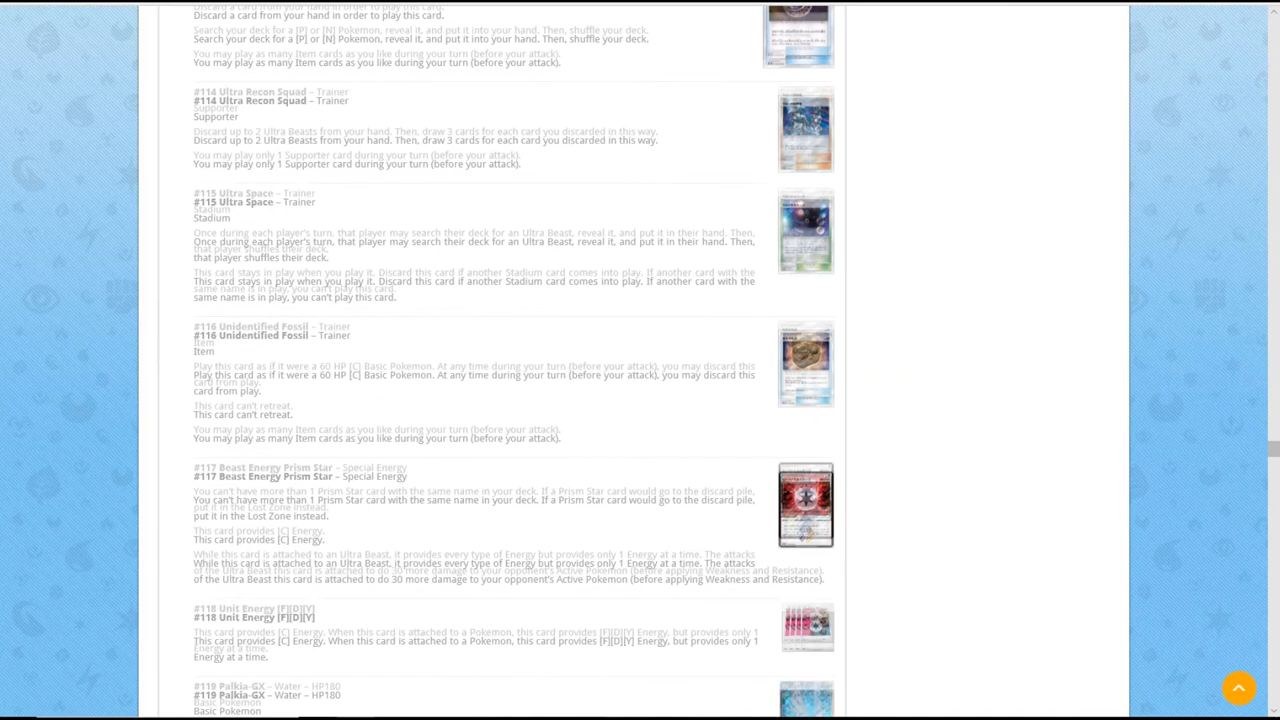 Discard a card from your hand in order to play this card.
Search your deck for a [P] or [N] Pokemon, reveal it, and put it into your hand. Then, shuffle your deck.
You may play as many Item cards as you like during your turn (before your attack).
#114 Ultra Recon Squad – Trainer
Supporter
Discard up to 2 Ultra Beasts from your hand. Then, draw 3 cards for each card you discarded in this way.
You may play only 1 Supporter card during your turn (before your attack).
#115 Ultra Space – Trainer
Stadium
Once during each player's turn, that player may search their deck for an Ultra Beast, reveal it, and put it in their hand. Then,
that player shuffles their deck.
This card stays in play when you play it. Discard this card if another Stadium card comes into play. If another card with the
same name is in play, you can't play this card.
#116 Unidentified Fossil – Trainer
Item
Play this card as if it were a 60 HP [C] Basic Pokemon. At any time during your turn (before your attack), you may discard this
card from play.
This card can't retreat.
You may play as many Item cards as you like during your turn (before your attack).
#117 Beast Energy Prism Star – Special Energy
You can't have more than 1 Prism Star card with the same name in your deck. If a Prism Star card would go to the discard pile,
put it in the Lost Zone instead.
This card provides [C] Energy.
While this card is attached to an Ultra Beast, it provides every type of Energy but provides only 1 Energy at a time. The attacks
of the Ultra Beast this card is attached to do 30 more damage to your opponent's Active Pokemon (before applying Weakness and Resistance).
#118 Unit Energy [F][D][Y]
This card provides [C] Energy. When this card is attached to a Pokemon, this card provides [F][D][Y] Energy, but provides only 1
Energy at a time.
#119 Palkia-GX – Water – HP180
Basic Pokemon